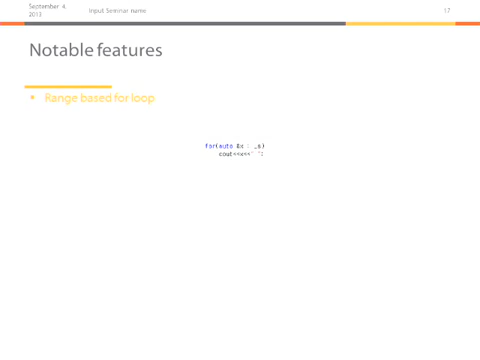 September 4,
2013
Input Seminar name
17
Notable features
• Range based for loop
for(auto &x : s)
cout<<x<<" ";